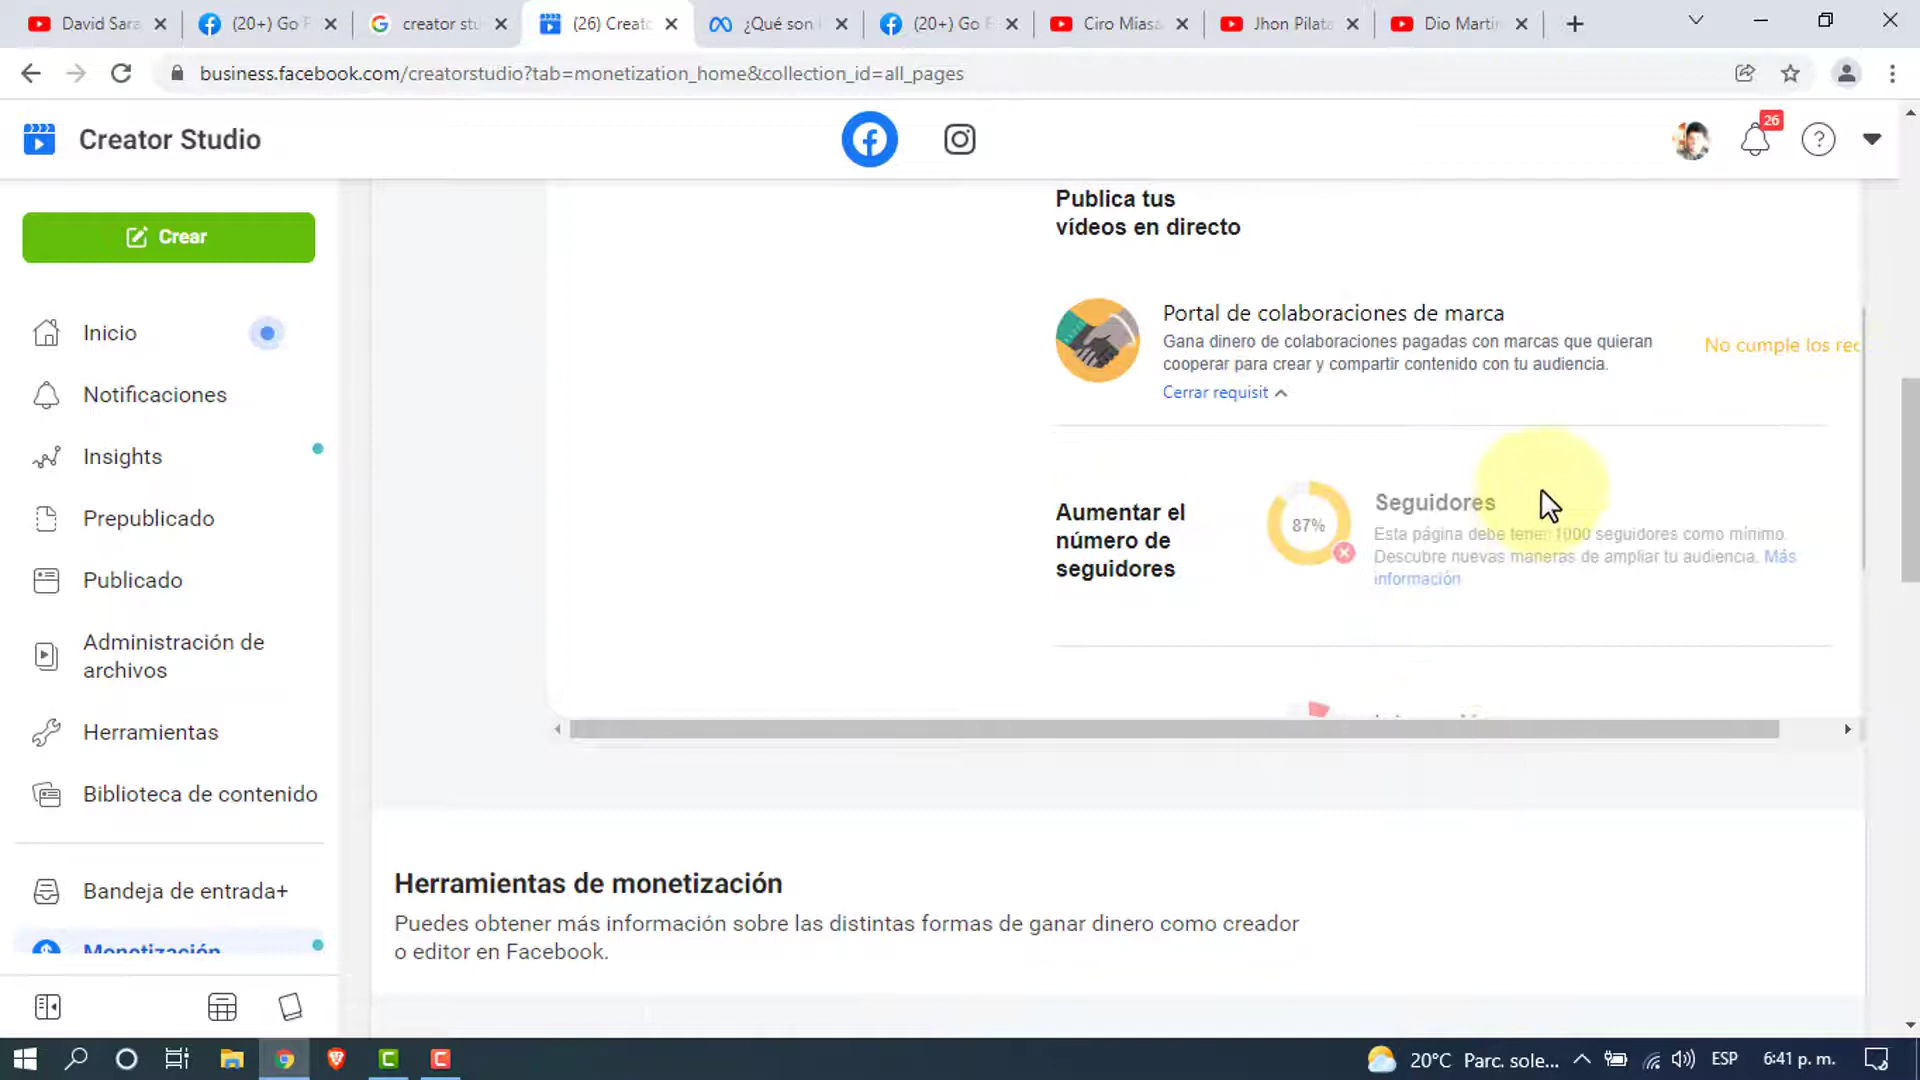 David Sara
(20+) Go F
creator stu
(26) Creato
¿Qué son
(20+) Go F
Ciro Miasa
Jhon Pilata
Dio Martin
business.facebook.com/creatorstudio?tab=monetization_home&collection_id=all_pages
Creator Studio
26
Crear
Inicio
Notificaciones
Insights
Prepublicado
Publicado
Administración de
archivos
Herramientas
Biblioteca de contenido
Bandeja de entrada+
Monetización
Publica tus
vídeos en directo
Portal de colaboraciones de marca
Gana dinero de colaboraciones pagadas con marcas que quieran
cooperar para crear y compartir contenido con tu audiencia.
Cerrar requisit
No cumple los rec
Aumentar el
número de
seguidores
87%
Seguidores
Esta página debe tener 1000 seguidores como mínimo.
Descubre nuevas maneras de ampliar tu audiencia. Más
información
Herramientas de monetización
Puedes obtener más información sobre las distintas formas de ganar dinero como creador
o editor en Facebook.
20°C Parc. sole...
ESP
6:41 p. m.